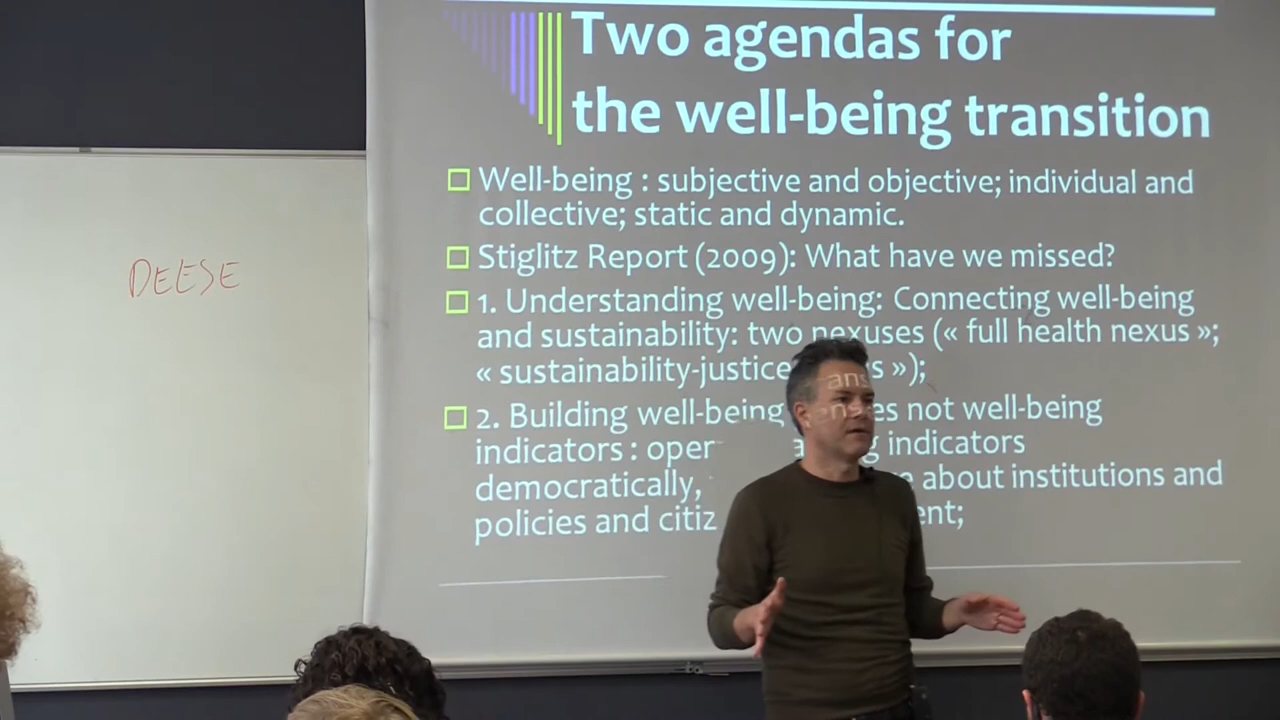 Two agendas for
the well-being transition
Well-being : subjective and objective; individual and
collective; static and dynamic.
Stiglitz Report (2009): What have we missed?
1. Understanding well-being: Connecting well-being
and sustainability: two nexuses (« full health nexus »;
« sustainability-justice s »);
2. Building well-being es not well-being
indicators : oper g indicators
democratically, about institutions and
policies and citiz ent;
DEESE